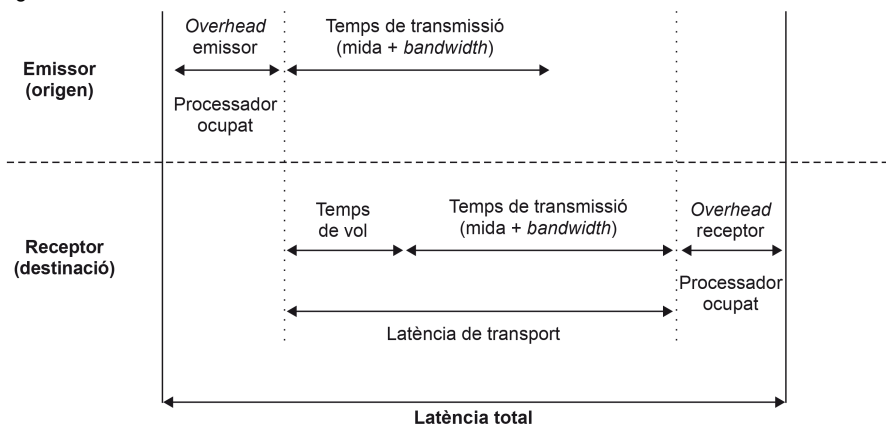 Overhead
emissor
Temps de transmissió
(mida + bandwidth)
Emissor
(origen)
Processador
ocupat
Temps
de vol
Temps de transmissió
(mida + bandwidth)
Overhead
receptor
Receptor
(destinació)
Processador
ocupat
Latència de transport
Latència total